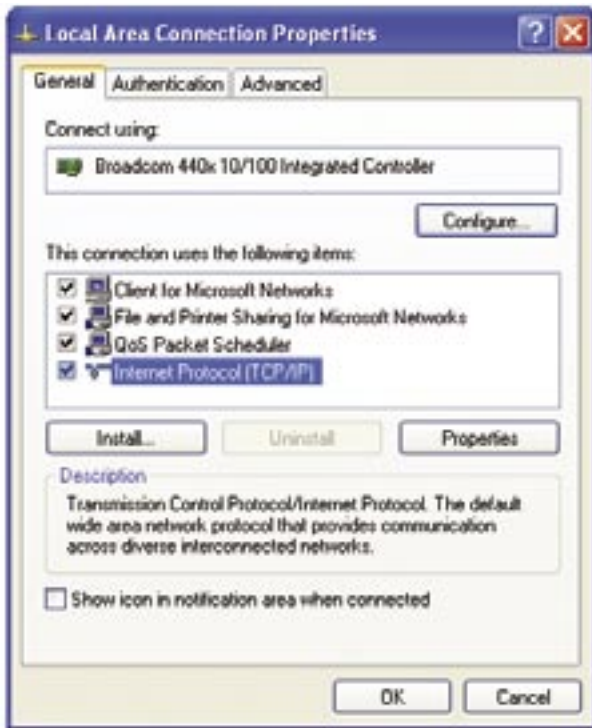 Local Area Connection Properties
General Authentication Advanced
Connect using:
Broadcom 440x 10/100 Integrated Controller
Configure...
This connection uses the following items:
Client for Microsoft Networks
File and Printer Sharing for Microsoft Networks
QoS Packet Scheduler
Internet Protocol (TCP/IP)
Install... Uninstall Properties
Description
Transmission Control Protocol/Internet Protocol. The default
wide area network protocol that provides communication
across diverse interconnected networks.
Show icon in notification area when connected
OK Cancel